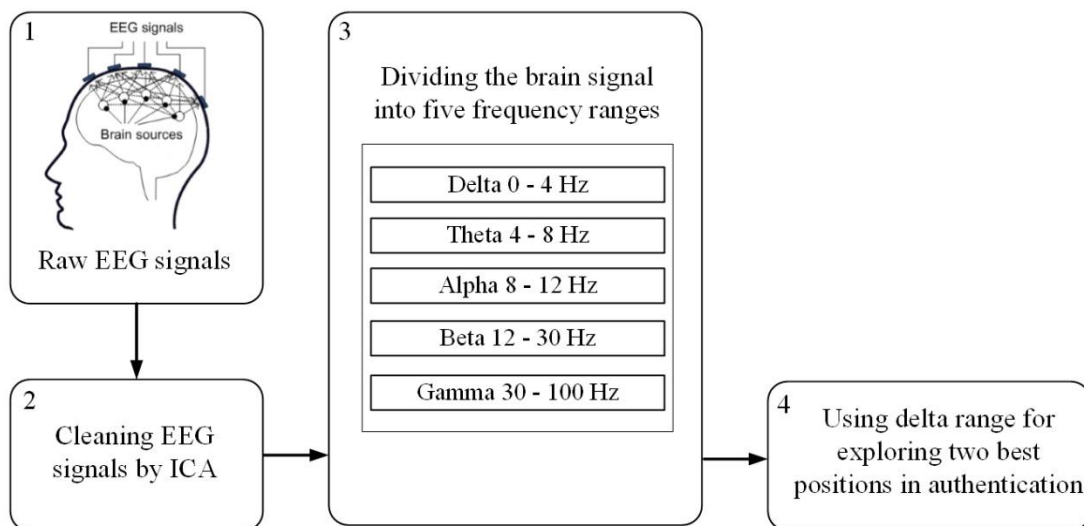 1
EEG signals
Brain sources
Raw EEG signals
2
Cleaning EEG
signals by ICA
3
Dividing the brain signal
into five frequency ranges
Delta 0 - 4 Hz
Theta 4 - 8 Hz
Alpha 8 - 12 Hz
Beta 12 - 30 Hz
Gamma 30 - 100 Hz
4
Using delta range for
exploring two best
positions in authentication